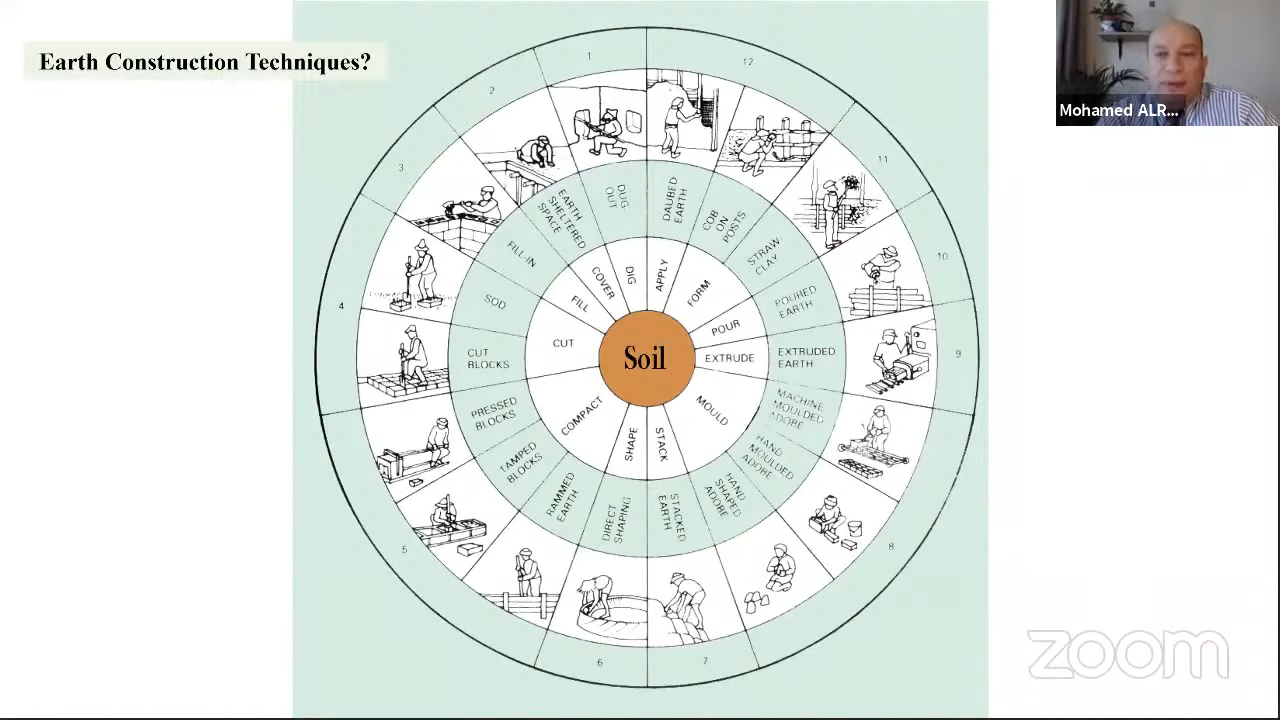 Earth Construction Techniques?
Mohamed ALR...
1
2
3
4
5
6
7
8
9
10
11
12
DUG-
OUT
EARTH
SHELTERED
SPACE
FILL-IN
SOD
CUT
BLOCKS
PRESSED
BLOCKS
TAMPED
BLOCKS
RAMMED
EARTH
DIRECT
SHAPING
STACKED
EARTH
HAND
SHAPED
ADORE
HAND
MOULDED
ADORE
MACHINE
MOULDED
ADORE
EXTRUDED
EARTH
POURED
EARTH
STRAW
CLAY
COB
ON
POSTS
DAUBED
EARTH
DIG
COVER
FILL
CUT
COMPACT
SHAPE
STACK
MOULD
EXTRUDE
POUR
FORM
APPLY
Soil
zoom